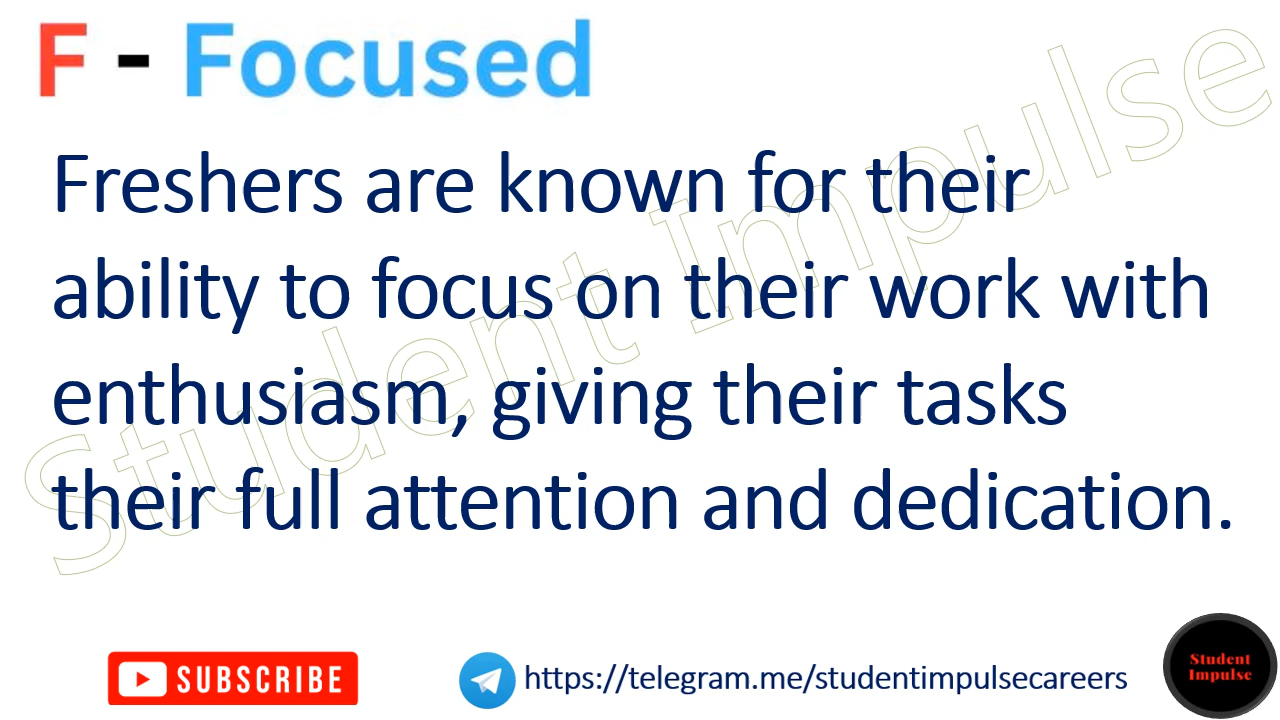 F - Focused
Freshers are known for their
ability to focus on their work with
enthusiasm, giving their tasks
their full attention and dedication.
Student Impulse
SUBSCRIBE
https://telegram.me/studentimpulsecareers
Student
Impulse